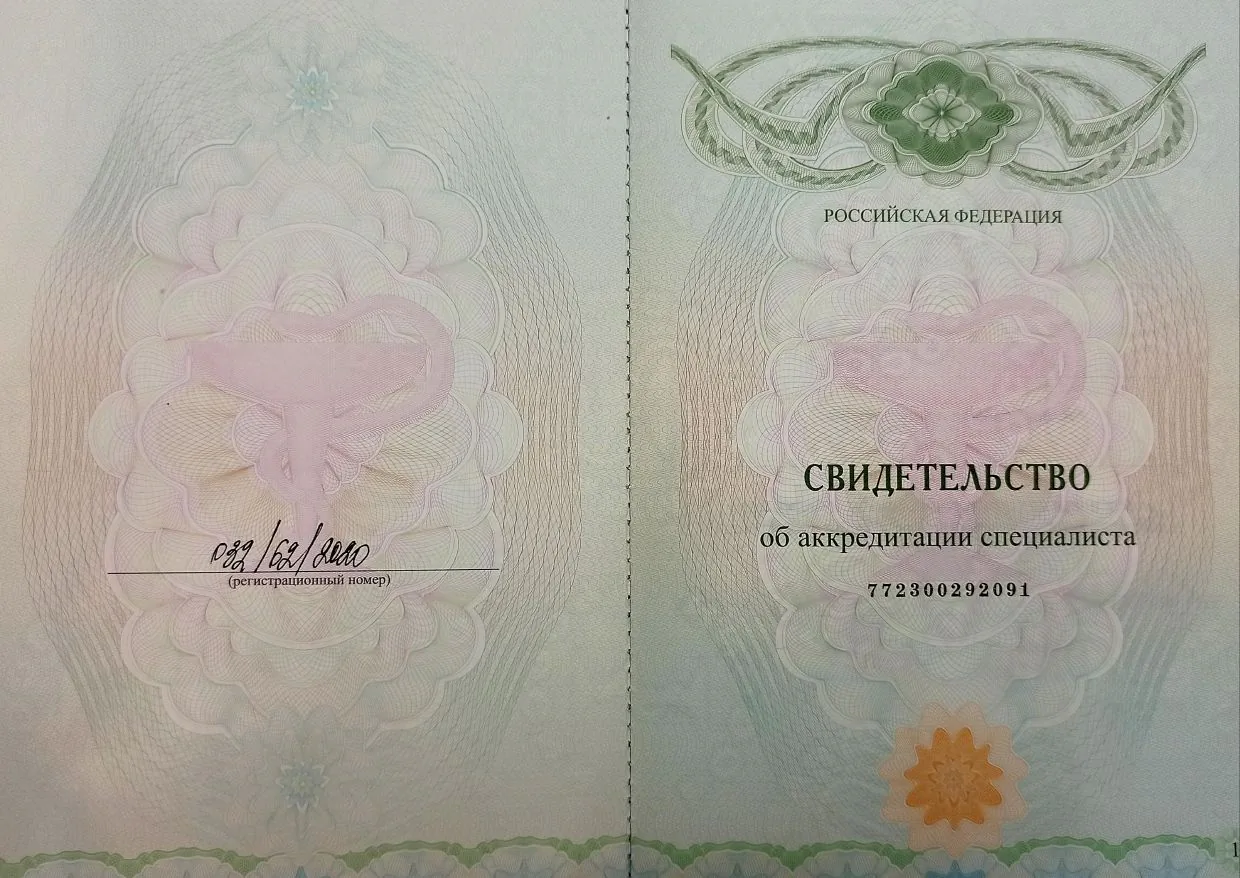 032/62/2020
(регистрационный номер)
РОССИЙСКАЯ ФЕДЕРАЦИЯ
СВИДЕТЕЛЬСТВО
об аккредитации специалиста
772300292091
1